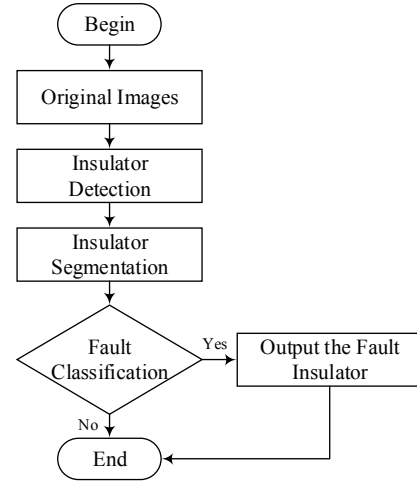 Begin
Original Images
Insulator
Detection
Insulator
Segmentation
Fault
Classification
Yes
Output the Fault
Insulator
No
End